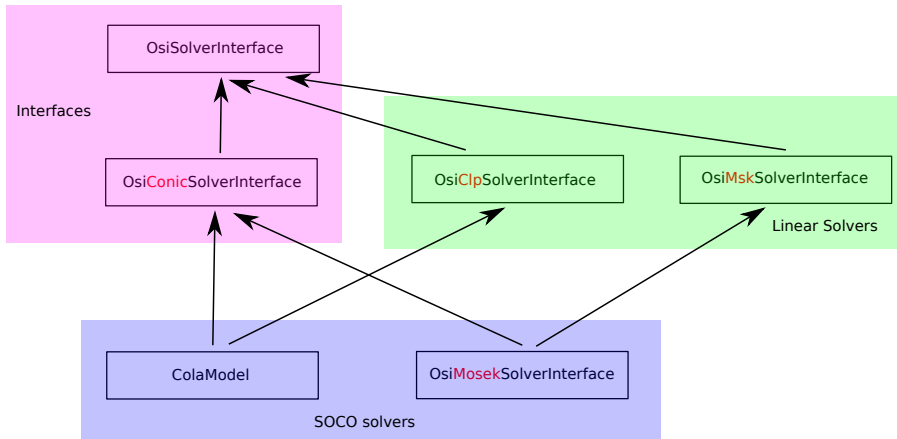 OsiSolverInterface
Interfaces
OsiConicSolverInterface
OsiClpSolverInterface
OsiMskSolverInterface
Linear Solvers
ColaModel
OsiMosekSolverInterface
SOCO solvers